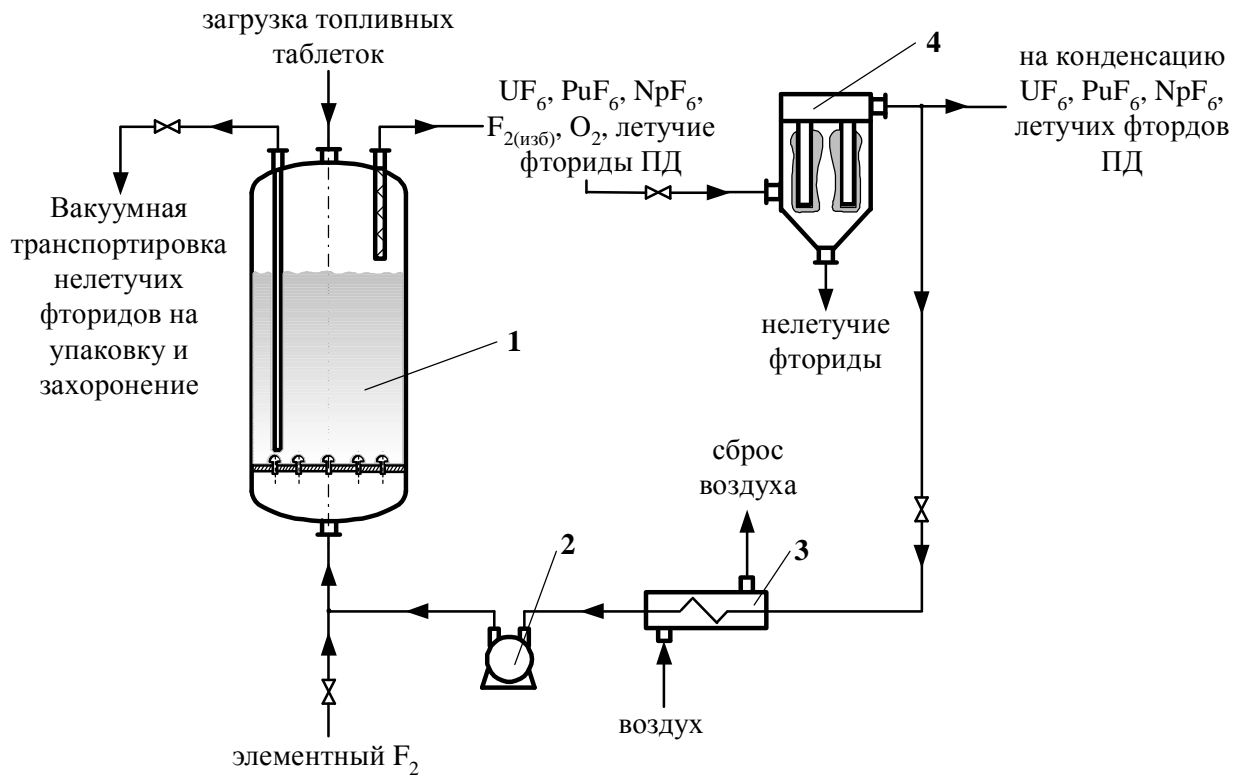 загрузка топливных
таблеток
4
на конденсацию
UF₆, PuF₆, NpF₆,
летучих фтордов
ПД
UF₆, PuF₆, NpF₆,
F₂₍изб₎, O₂, летучие
фториды ПД
Вакуумная
транспортировка
нелетучих
фторидов на
упаковку и
захоронение
1
нелетучие
фториды
сброс
воздуха
2
3
воздух
элементный F₂